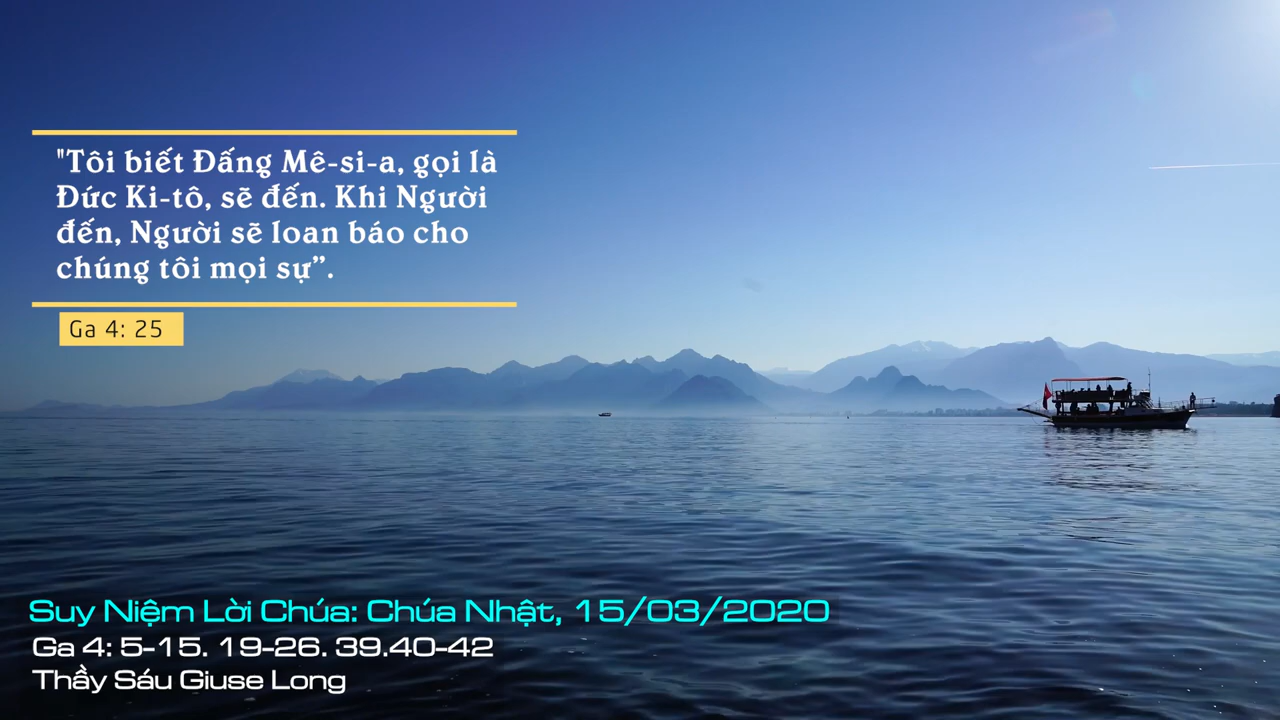 "Tôi biết Đấng Mê-si-a, gọi là
Đức Ki-tô, sẽ đến. Khi Người
đến, Người sẽ loan báo cho
chúng tôi mọi sự”.
Ga 4: 25
Suy Niệm Lời Chúa: Chúa Nhật, 15/03/2020
Ga 4: 5-15. 19-26. 39.40-42
Thầy Sáu Giuse Long